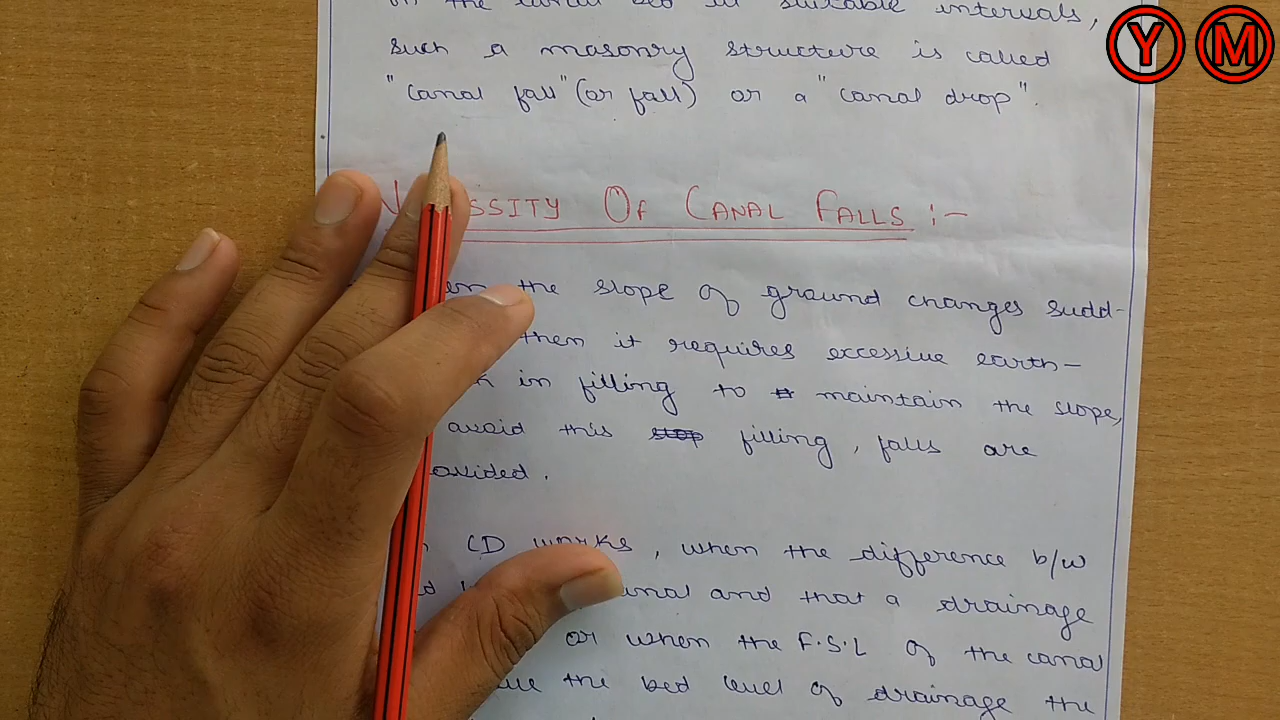 in suitable intervals,
such a masonry structure is called
"canal fall" (or fall) or a "canal drop".
OF CANAL FALLS :-
the slope of ground changes sudd-
then it requires excessive earth-
in filling to maintain the slope,
avoid this filling, falls are
CD works, when the difference b/w
and that a drainage
or when the F.S.L of the canal
the bed level of drainage the
Y M